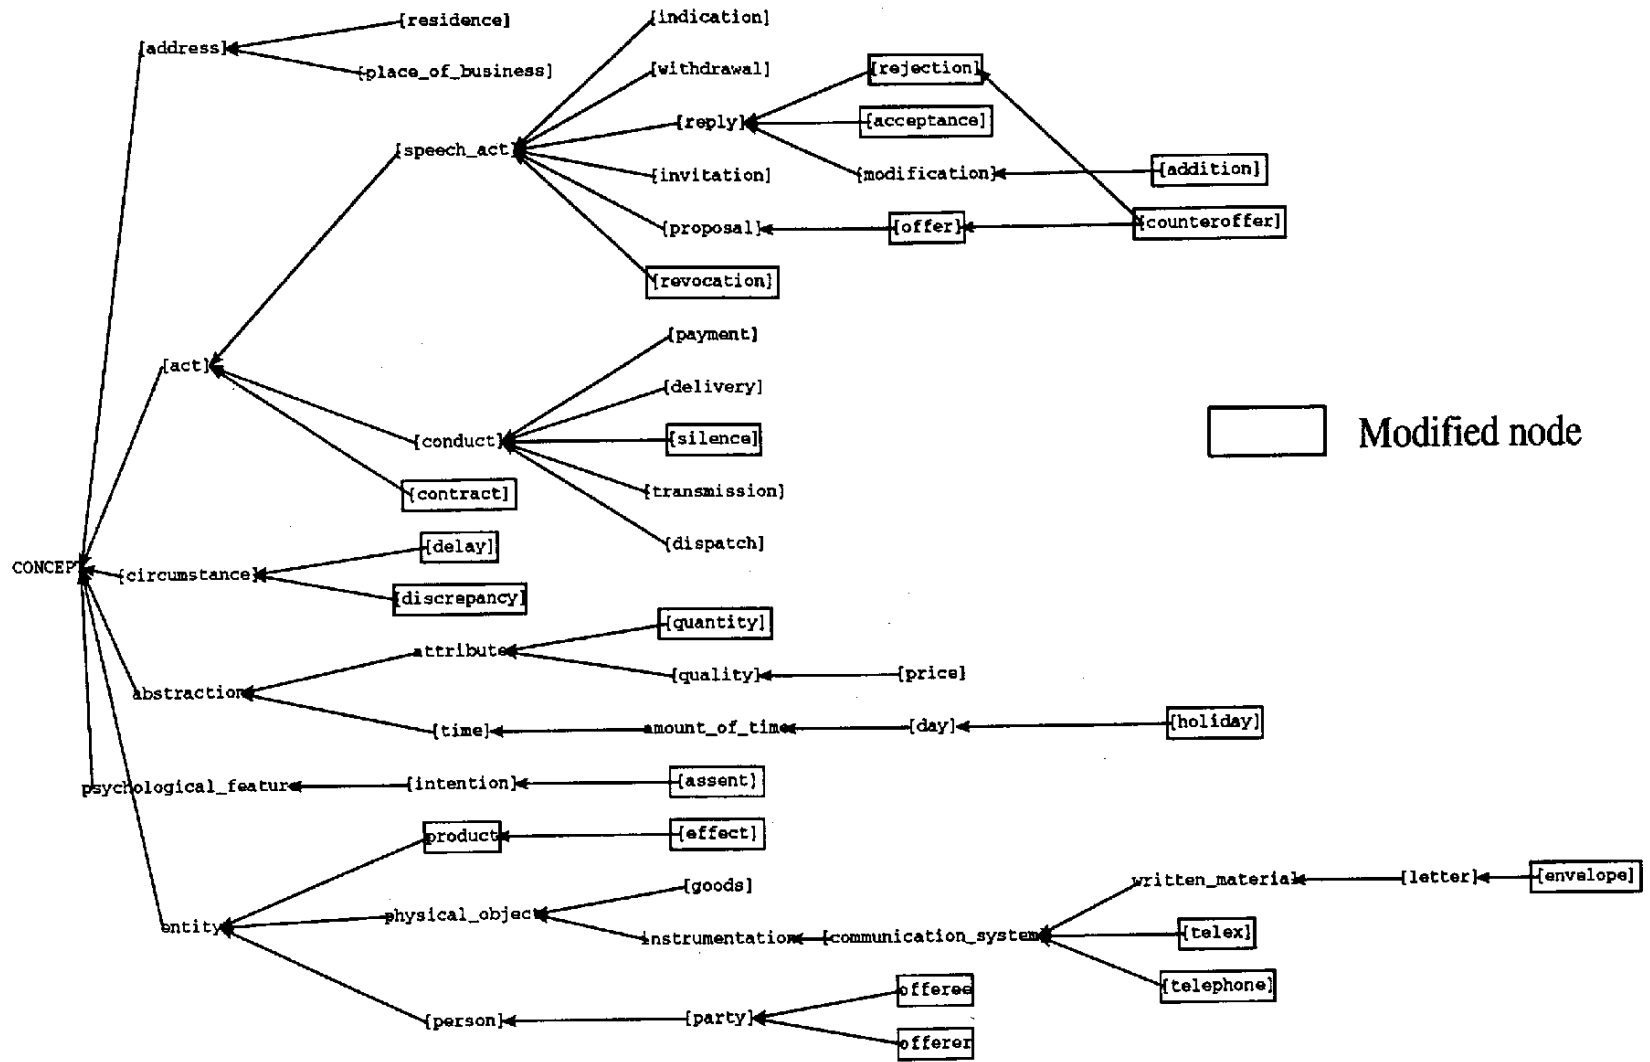 [residence]
[indication]
[address]
[place_of_business]
[withdrawal]
[rejection]
[reply]
[acceptance]
[speech_act]
[invitation]
[modification]
[addition]
[proposal]
[offer]
[counteroffer]
[revocation]
[payment]
[act]
[delivery]
[conduct]
[silence]
Modified node
[contract]
[transmission]
[dispatch]
[delay]
CONCEPT
[circumstance]
[discrepancy]
[quantity]
attribute
[quality]
[price]
abstraction
[time]
amount_of_time
[day]
[holiday]
psychological_feature
[intention]
[assent]
product
[effect]
[goods]
written_material
[letter]
[envelope]
physical_object
entity
instrumentation
[communication_system]
[telex]
[telephone]
offeree
[person]
[party]
offerer